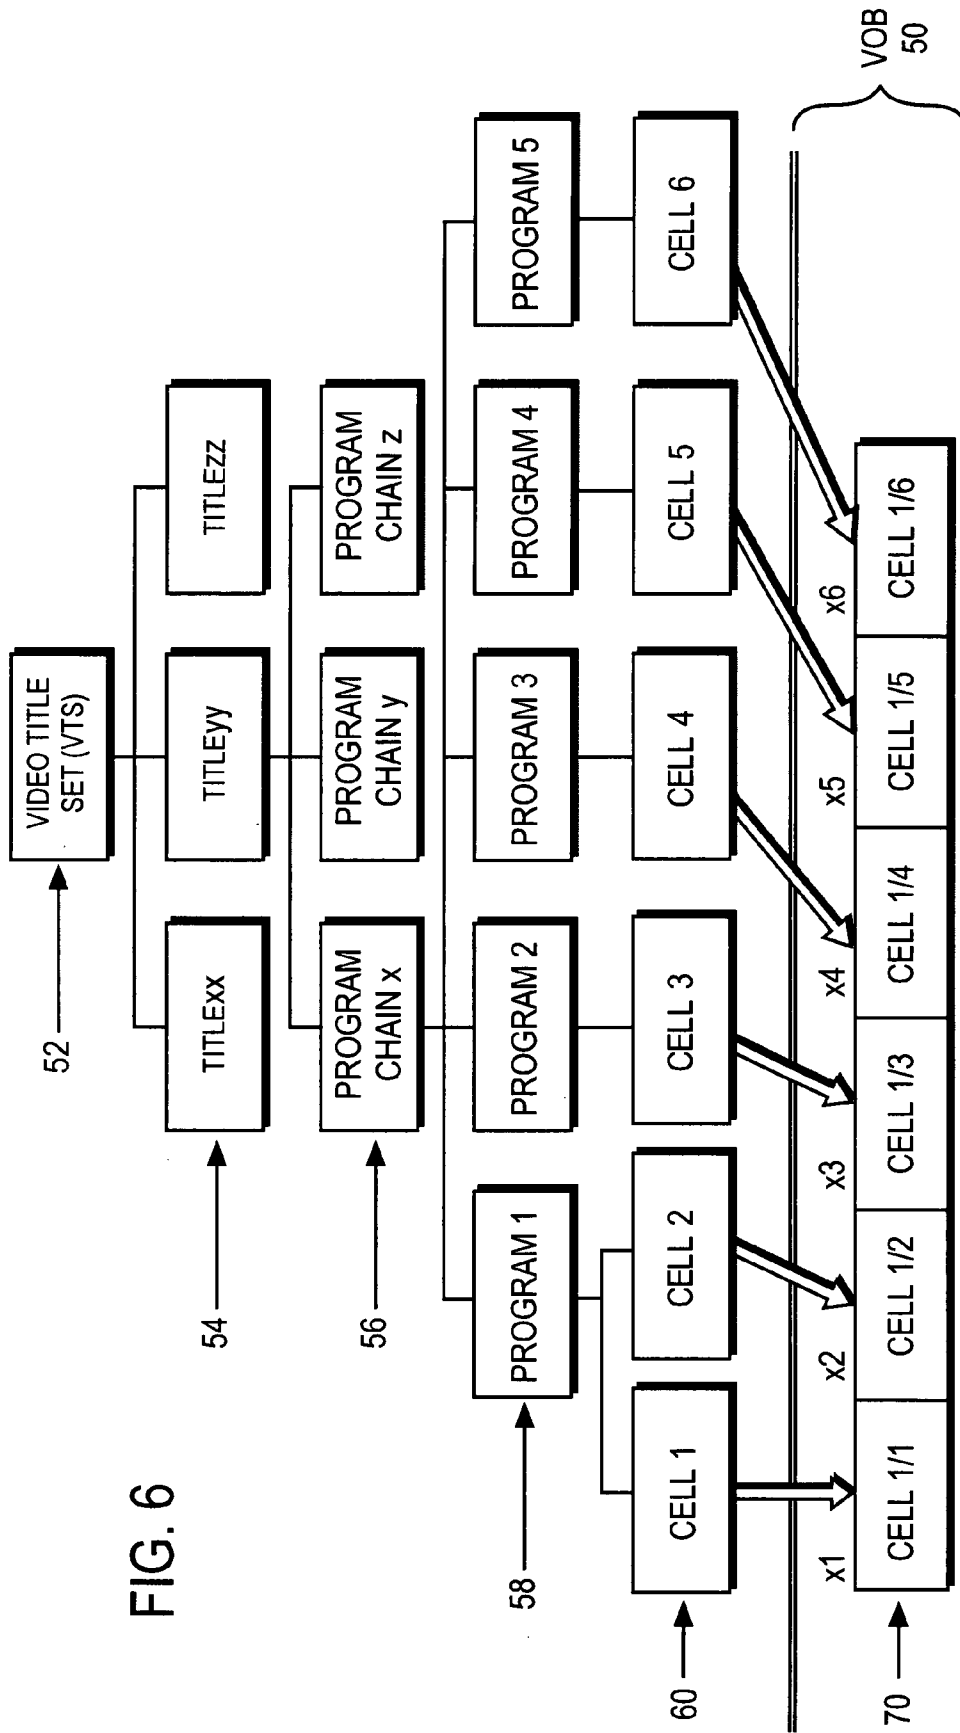 FIG. 6
52
VIDEO TITLE
SET (VTS)
54
TITLExx
TITLEyy
TITLEzz
56
PROGRAM
CHAIN x
PROGRAM
CHAIN y
PROGRAM
CHAIN z
58
PROGRAM 1
PROGRAM 2
PROGRAM 3
PROGRAM 4
PROGRAM 5
60
CELL 1
CELL 2
CELL 3
CELL 4
CELL 5
CELL 6
x1
x2
x3
x4
x5
x6
70
CELL 1/1
CELL 1/2
CELL 1/3
CELL 1/4
CELL 1/5
CELL 1/6
VOB
50